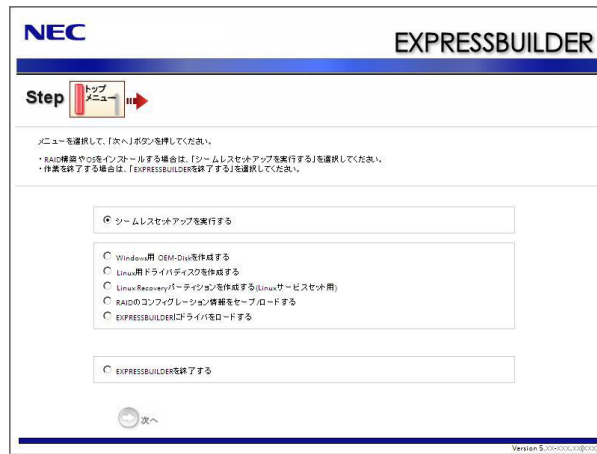 NEC
EXPRESSBUILDER
Step
トップ
メニュー
メニューを選択して、「次へ」ボタンを押してください。
・RAID構築やOSをインストールする場合は、「シームレスセットアップを実行する」を選択してください。
・作業を終了する場合は、「EXPRESSBUILDERを終了する」を選択してください。
シームレスセットアップを実行する
Windows用 OEM-Diskを作成する
Linux用ドライバディスクを作成する
Linux Recoveryパーティションを作成する(Linuxサービスセット用)
RAIDのコンフィグレーション情報をセーブ/ロードする
EXPRESSBUILDERにドライバをロードする
EXPRESSBUILDERを終了する
次へ
Version 5.